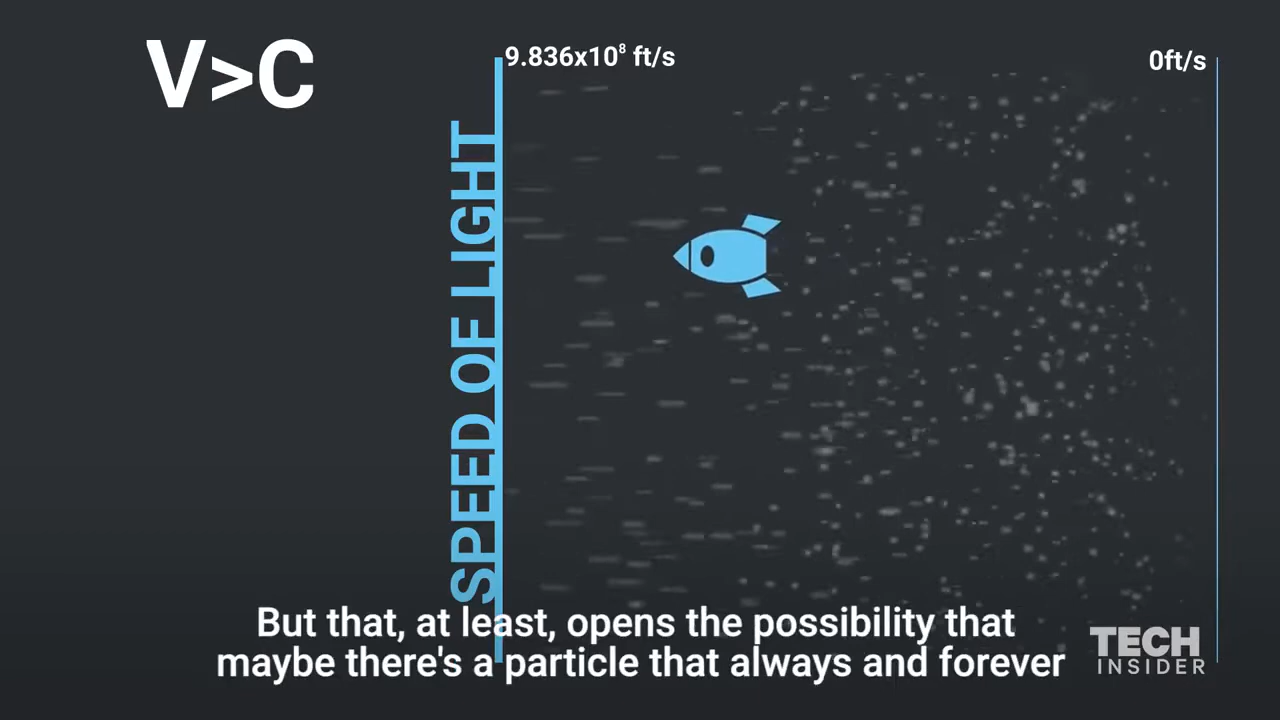 V>C
9.836x10⁸ ft/s
0ft/s
SPEED OF LIGHT
But that, at least, opens the possibility that
maybe there's a particle that always and forever
TECH
INSIDER